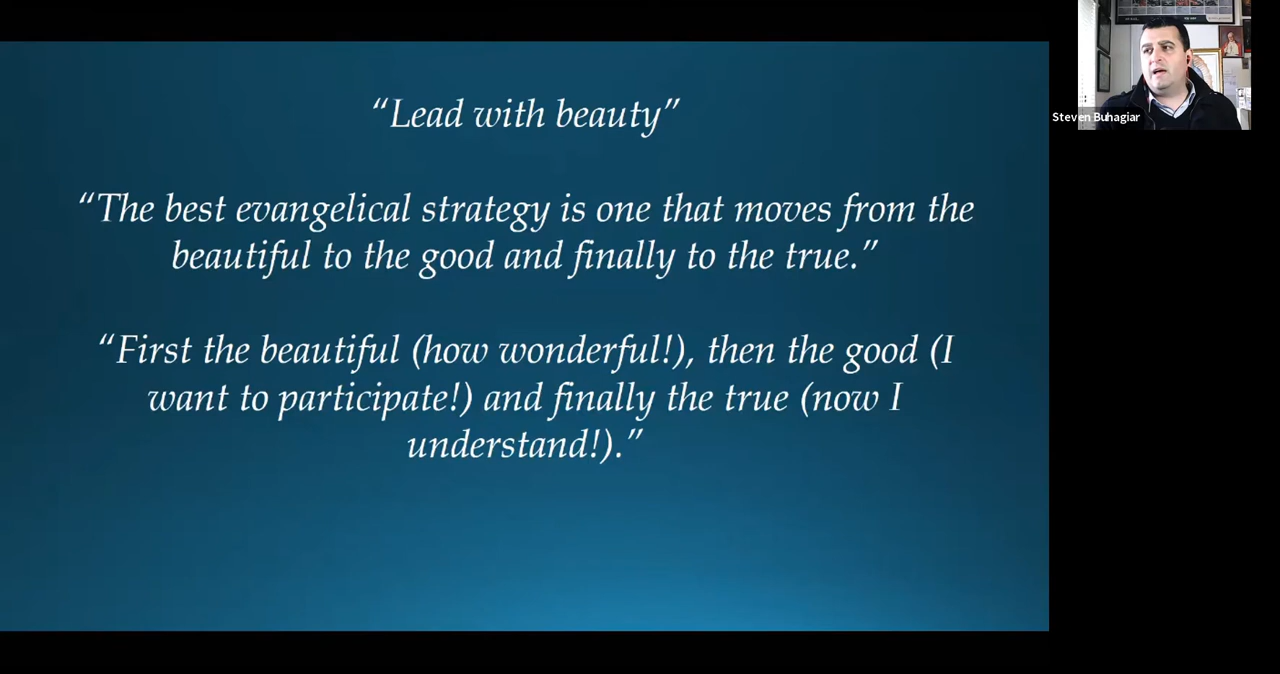 “Lead with beauty”
“The best evangelical strategy is one that moves from the
beautiful to the good and finally to the true.”
“First the beautiful (how wonderful!), then the good (I
want to participate!) and finally the true (now I
understand!).”
Steven Buhagiar